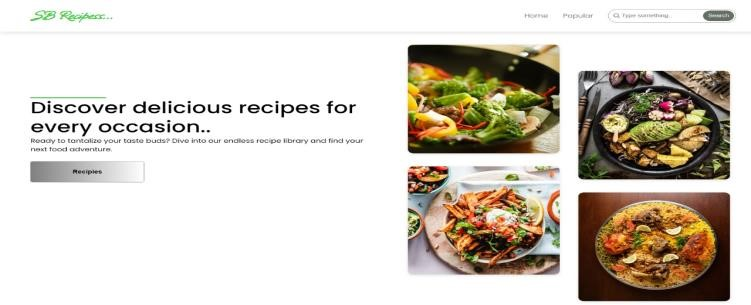 SB Recipess...
Home
Popular
Type something..
Search
Discover delicious recipes for
every occasion..
Ready to tantalize your taste buds? Dive into our endless recipe library and find your
next food adventure.
Recipies